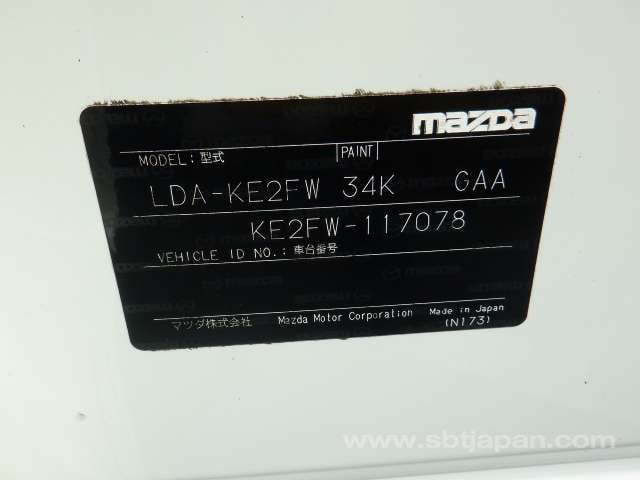 mazda
MODEL:型式 PAINT
LDA-KE2FW 34K GAA
KE2FW-117078
VEHICLE ID NO.:車台番号
マツダ株式会社 Mazda Motor Corporation Made in Japan
(N173)
www.sbtjapan.com